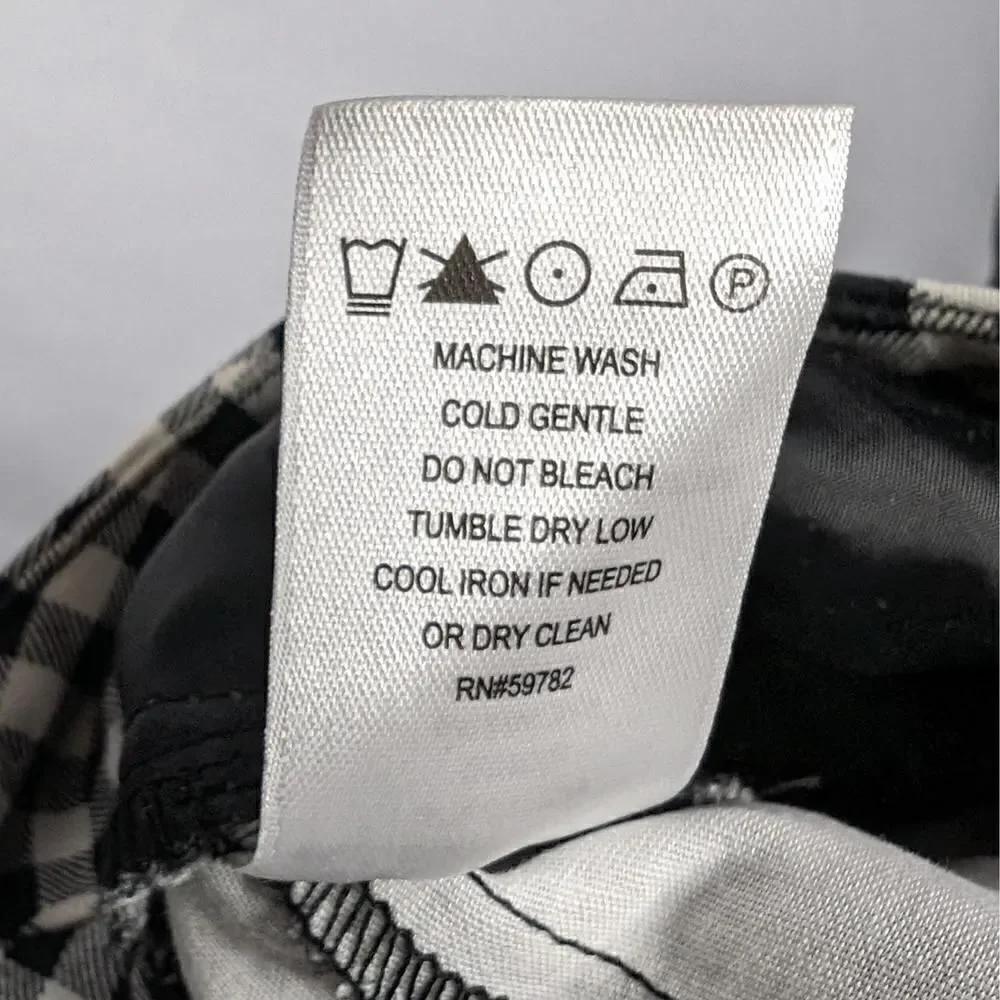 P
MACHINE WASH
COLD GENTLE
DO NOT BLEACH
TUMBLE DRY LOW
COOL IRON IF NEEDED
OR DRY CLEAN
RN#59782